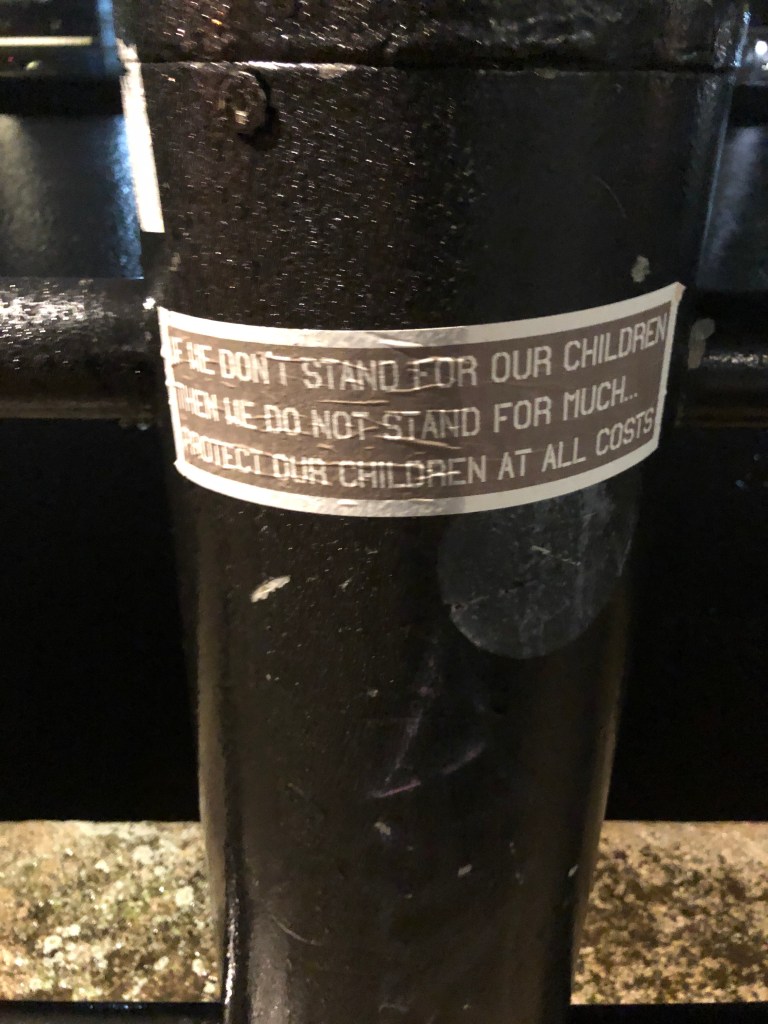 IF WE DON'T STAND FOR OUR CHILDREN
THEN WE DO NOT STAND FOR MUCH...
PROTECT OUR CHILDREN AT ALL COSTS